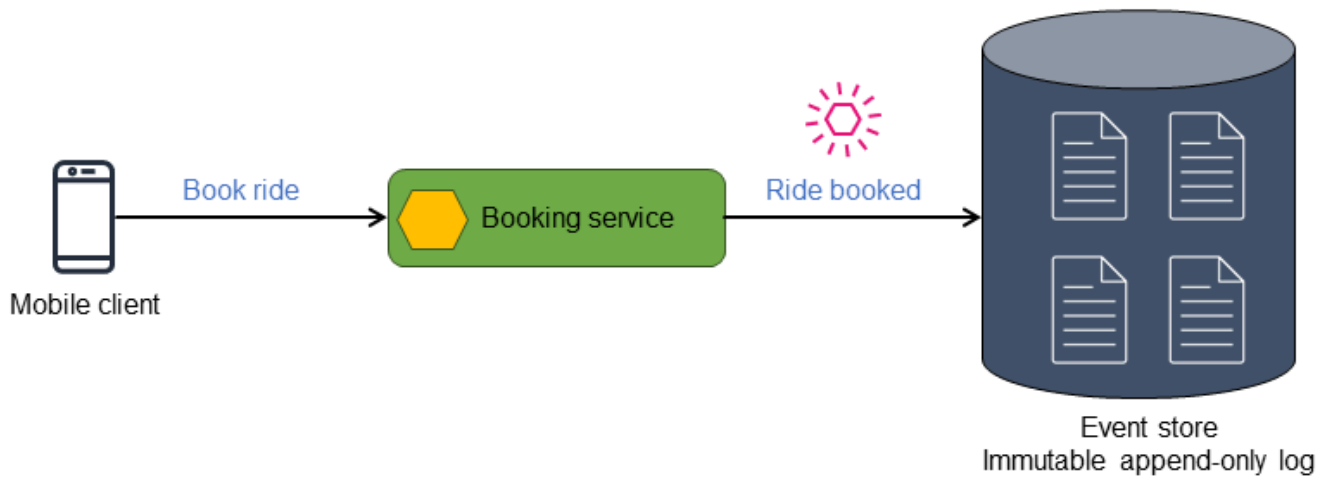 Book ride
Booking service
Ride booked
Mobile client
Event store
Immutable append-only log